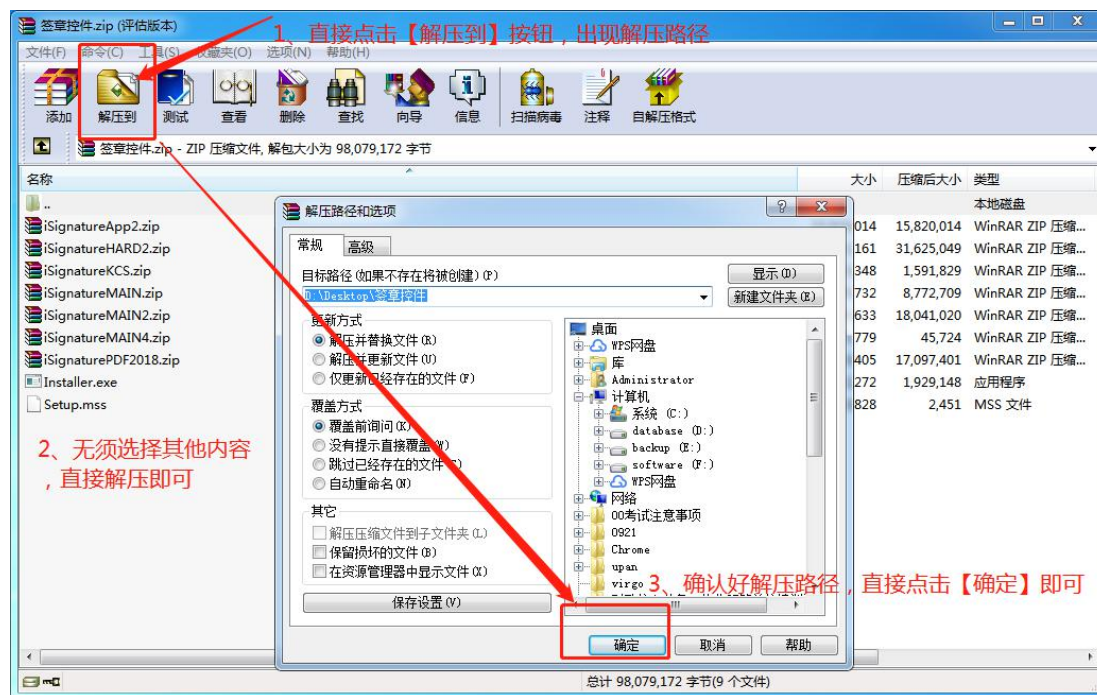 签章控件.zip (评估版本)
1、直接点击【解压到】按钮，出现解压路径
文件(F) 命令(C) 工具(S) 收藏夹(O) 选项(N) 帮助(H)
添加 解压到 测试 查看 删除 查找 向导 信息 扫描病毒 注释 自解压格式
签章控件.zip - ZIP 压缩文件, 解包大小为 98,079,172 字节
名称 大小 压缩后大小 类型
.. 本地磁盘
iSignatureApp2.zip 014 15,820,014 WinRAR ZIP 压缩...
iSignatureHARD2.zip 161 31,625,049 WinRAR ZIP 压缩...
iSignatureKCS.zip 348 1,591,829 WinRAR ZIP 压缩...
iSignatureMAIN.zip 732 8,772,709 WinRAR ZIP 压缩...
iSignatureMAIN2.zip 633 18,041,020 WinRAR ZIP 压缩...
iSignatureMAIN4.zip 779 45,724 WinRAR ZIP 压缩...
iSignaturePDF2018.zip 405 17,097,401 WinRAR ZIP 压缩...
Installer.exe 272 1,929,148 应用程序
Setup.mss 828 2,451 MSS 文件
2、无须选择其他内容
，直接解压即可
解压路径和选项
常规 高级
目标路径(如果不存在将被创建)(P)
显示(D)
D:\Desktop\签章控件
新建文件夹(E)
更新方式
解压并替换文件(R)
解压并更新文件(U)
仅更新已经存在的文件(F)
覆盖方式
覆盖前询问(K)
没有提示直接覆盖(W)
跳过已经存在的文件
自动重命名(N)
其它
解压压缩文件到子文件夹(L)
保留损坏的文件(B)
在资源管理器中显示文件(X)
保存设置(V)
桌面
WPS网盘
库
Administrator
计算机
系统 (C:)
database (D:)
backup (E:)
software (F:)
WPS网盘
网络
00考试注意事项
0921
Chrome
upan
virgo
3、确认好解压路径，直接点击【确定】即可
确定 取消 帮助
总计 98,079,172 字节(9 个文件)